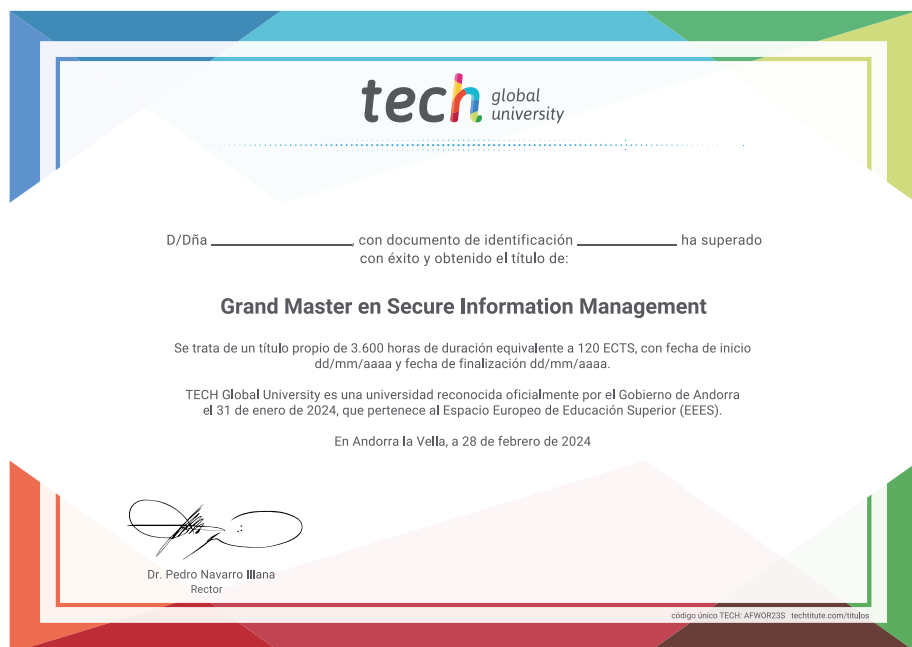 tech global university
D/Dña ______________, con documento de identificación __________ ha superado
con éxito y obtenido el título de:
Grand Master en Secure Information Management
Se trata de un título propio de 3.600 horas de duración equivalente a 120 ECTS, con fecha de inicio
dd/mm/aaaa y fecha de finalización dd/mm/aaaa.
TECH Global University es una universidad reconocida oficialmente por el Gobierno de Andorra
el 31 de enero de 2024, que pertenece al Espacio Europeo de Educación Superior (EEES).
En Andorra la Vella, a 28 de febrero de 2024
Dr. Pedro Navarro Illana
Rector
código único TECH: AFWOR23S techtitute.com/titulos